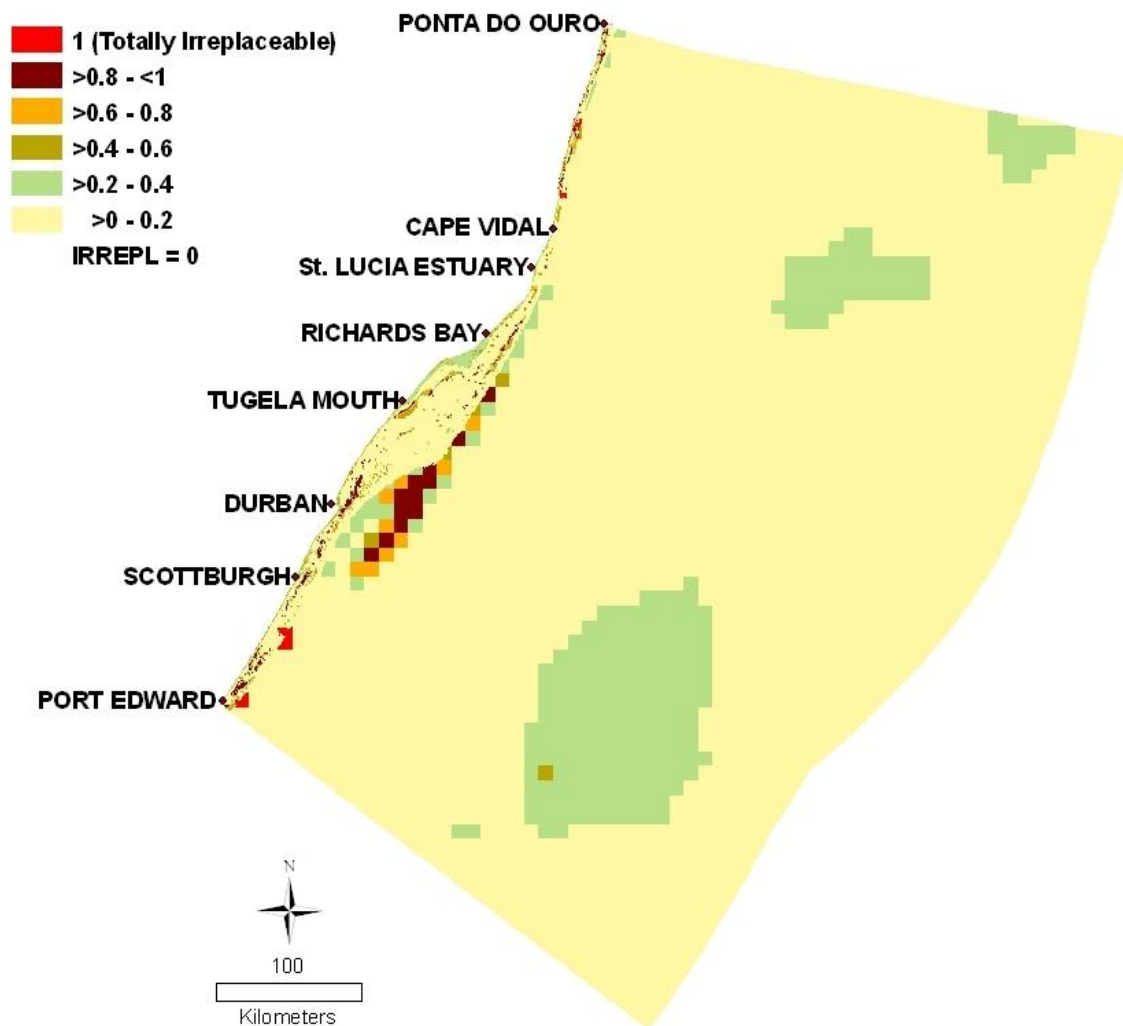 1 (Totally Irreplaceable)
>0.8 - <1
>0.6 - 0.8
>0.4 - 0.6
>0.2 - 0.4
>0 - 0.2
IRREPL = 0
PONTA DO OURO
CAPE VIDAL
St. LUCIA ESTUARY
RICHARDS BAY
TUGELA MOUTH
DURBAN
SCOTTBURGH
PORT EDWARD
N
100
Kilometers